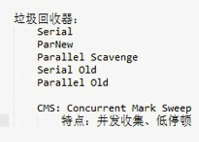 垃圾回收器:
Serial
ParNew
Parallel Scavenge
Serial Old
Parallel Old
CMS: Concurrent Mark Sweep
特点: 并发收集、低停顿